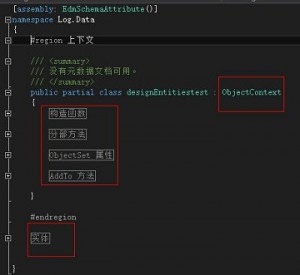 [assembly: EdmSchemaAttribute()]
namespace Log.Data
{
#region 上下文
/// <summary>
/// 没有元数据文档可用。
/// </summary>
public partial class designEntitiestest : ObjectContext
{
构造函数
分部方法
ObjectSet 属性
AddTo 方法
}
#endregion
实体
}